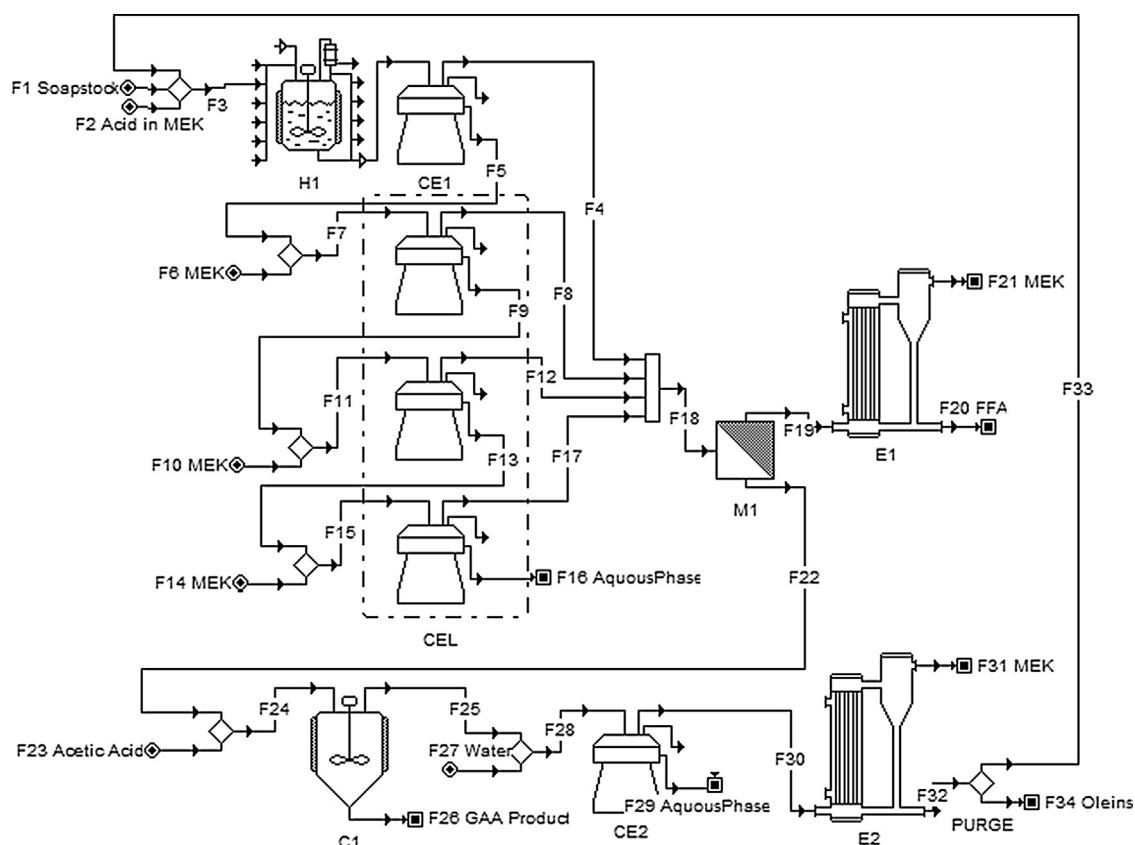 F1 Soapstock
F2 Acid in MEK
F3
H1
CE1
F5
F4
F33
F6 MEK
F7
F8
F9
F10 MEK
F11
F12
F13
F14 MEK
F15
F17
F16 AquousPhase
CEL
F18
M1
F19
F21 MEK
F20 FFA
E1
F22
F23 Acetic Acid
F24
F25
F26 GAA Product
C1
F27 Water
F28
F29 AquousPhase
CE2
F30
F31 MEK
F32
F34 Oleins
PURGE
E2